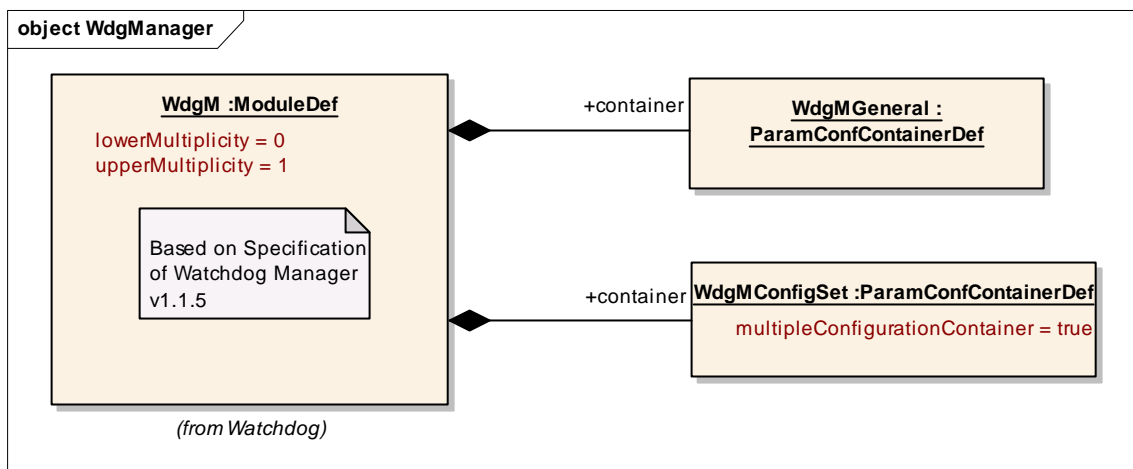 object WdgManager
WdgM :ModuleDef
lowerMultiplicity = 0
upperMultiplicity = 1
Based on Specification
of Watchdog Manager
v1.1.5
(from Watchdog)
+container
WdgMGeneral :
ParamConfContainerDef
+container
WdgMConfigSet :ParamConfContainerDef
multipleConfigurationContainer = true